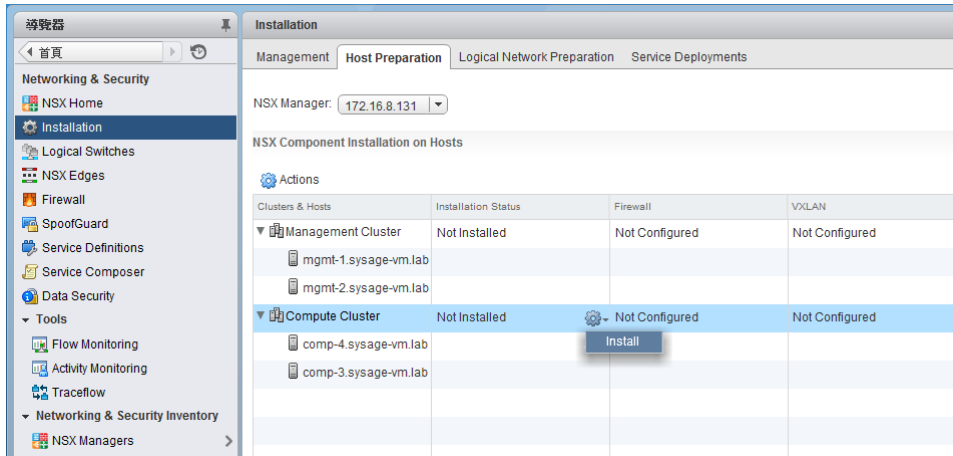 導覽器
首頁
Networking & Security
NSX Home
Installation
Logical Switches
NSX Edges
Firewall
SpoofGuard
Service Definitions
Service Composer
Data Security
Tools
Flow Monitoring
Activity Monitoring
Traceflow
Networking & Security Inventory
NSX Managers
Installation
Management Host Preparation Logical Network Preparation Service Deployments
NSX Manager: 172.16.8.131
NSX Component Installation on Hosts
Actions
Clusters & Hosts Installation Status Firewall VXLAN
Management Cluster Not Installed Not Configured Not Configured
mgmt-1.sysage-vm.lab
mgmt-2.sysage-vm.lab
Compute Cluster Not Installed Not Configured Not Configured
Install
comp-4.sysage-vm.lab
comp-3.sysage-vm.lab